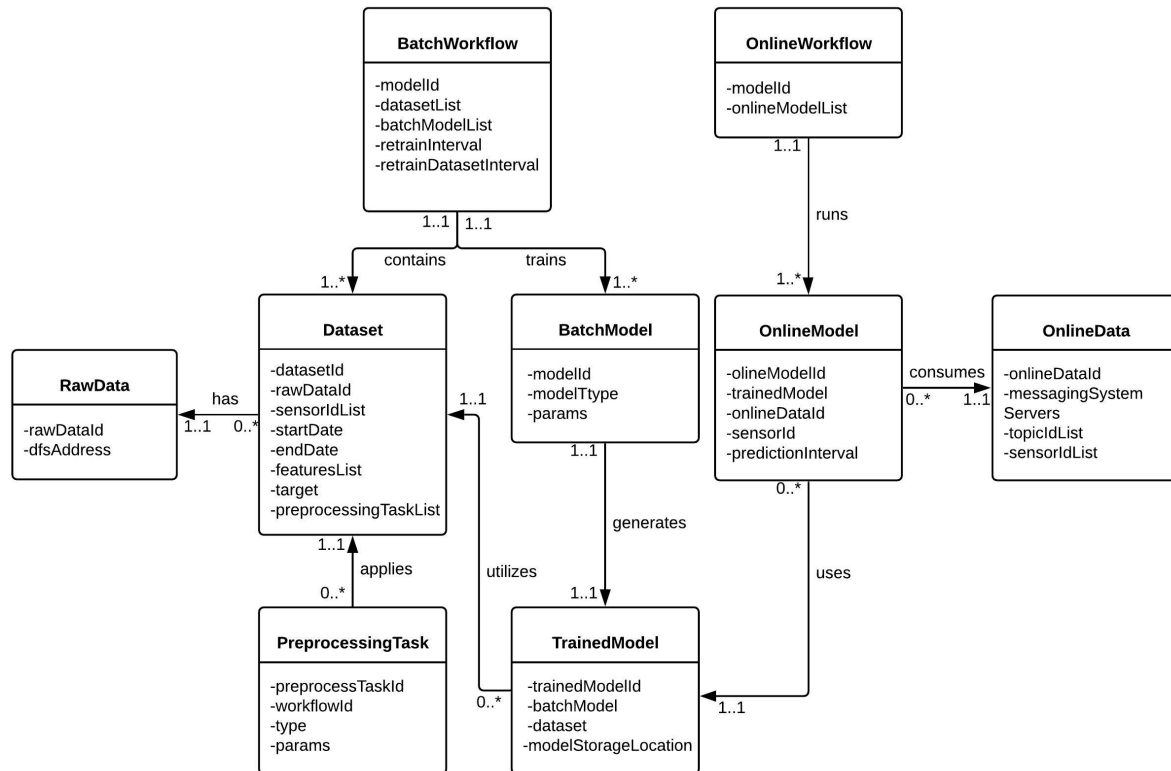 BatchWorkflow
-modelId
-datasetList
-batchModelList
-retrainInterval
-retrainDatasetInterval
OnlineWorkflow
-modelId
-onlineModelList
1..1
1..1
1..1
contains
trains
runs
1..*
1..*
1..*
Dataset
-datasetId
-rawDataId
-sensorIdList
-startDate
-endDate
-featuresList
-target
-preprocessingTaskList
BatchModel
-modelId
-modelTtype
-params
OnlineModel
-olineModelId
-trainedModel
-onlineDataId
-sensorId
-predictionInterval
OnlineData
-onlineDataId
-messagingSystem
Servers
-topicIdList
-sensorIdList
RawData
-rawDataId
-dfsAddress
has
1..1
0..*
1..1
consumes
0..*
1..1
1..1
0..*
generates
uses
utilizes
1..1
applies
0..*
1..1
PreprocessingTask
-preprocessTaskId
-workflowId
-type
-params
TrainedModel
-trainedModelId
-batchModel
-dataset
-modelStorageLocation
0..*
1..1